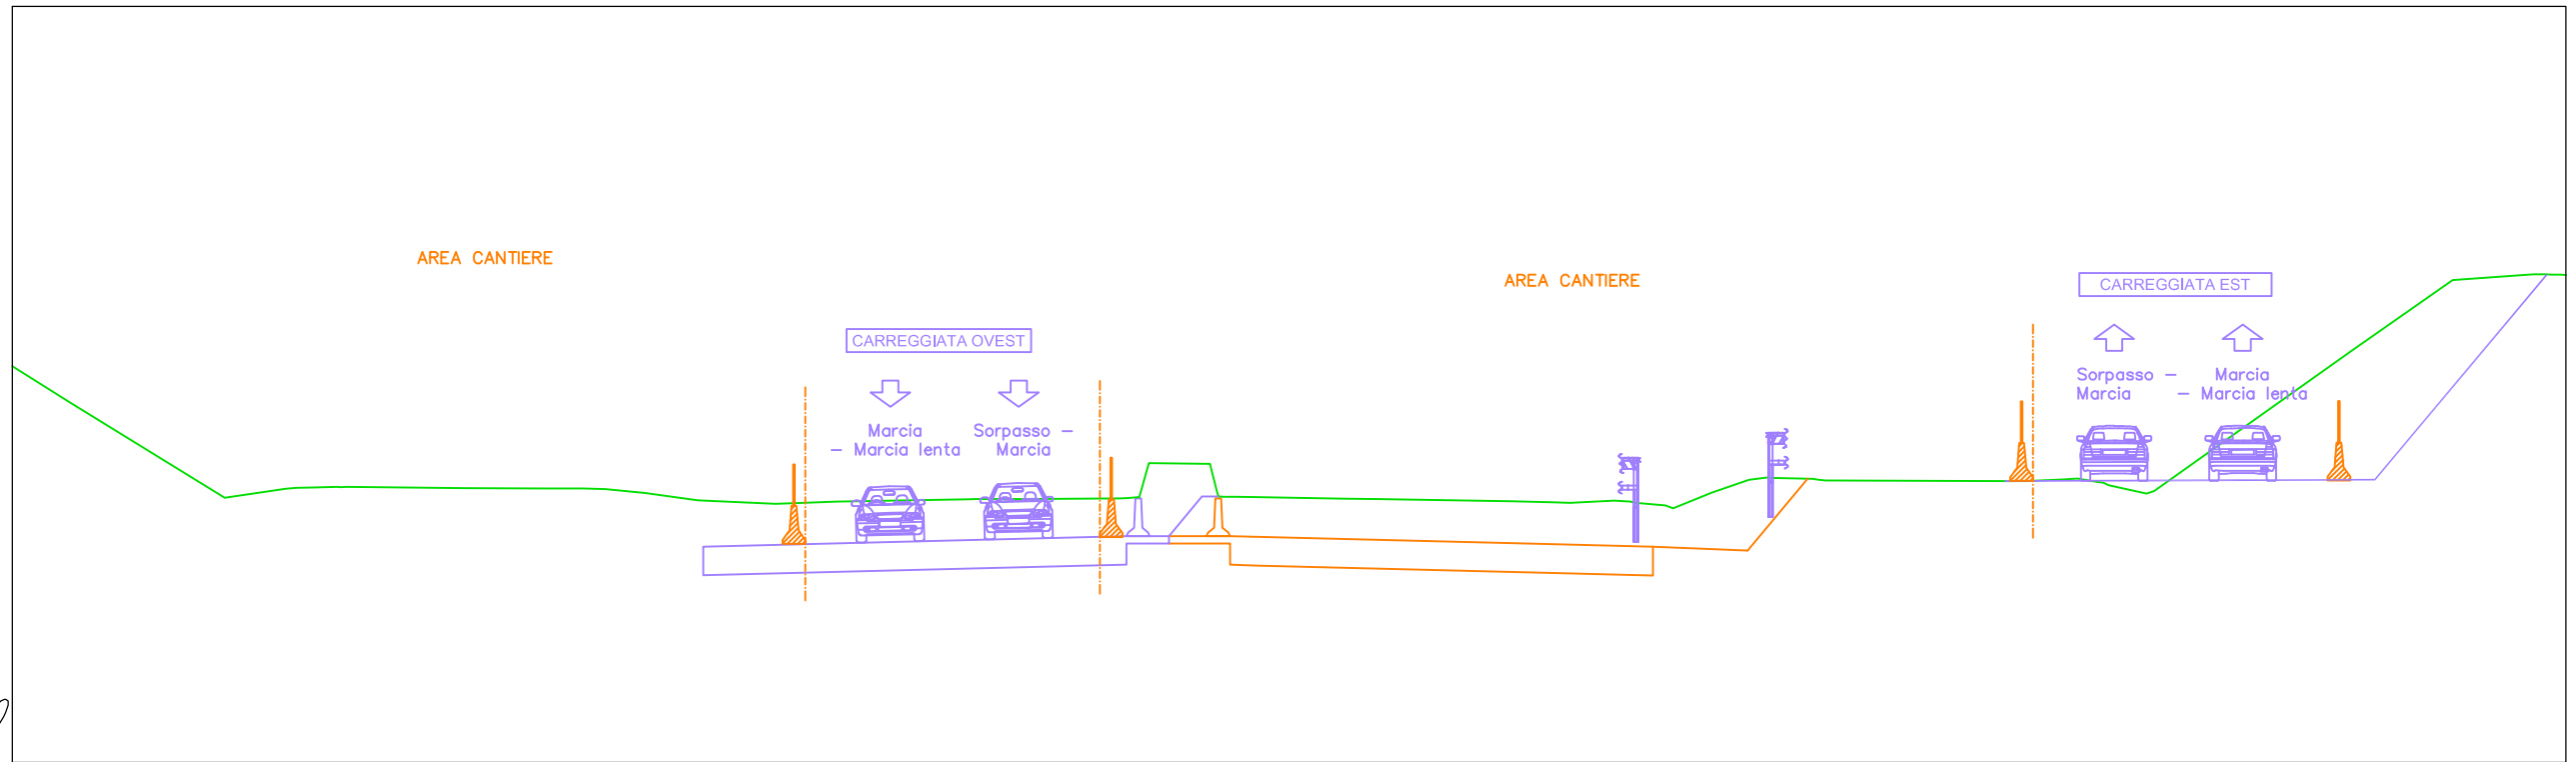 AREA CANTIERE
AREA CANTIERE
CARREGGIATA EST
CARREGGIATA OVEST
Sorpasso – Marcia
Marcia – Marcia lenta
Marcia Sorpasso –
– Marcia lenta Marcia